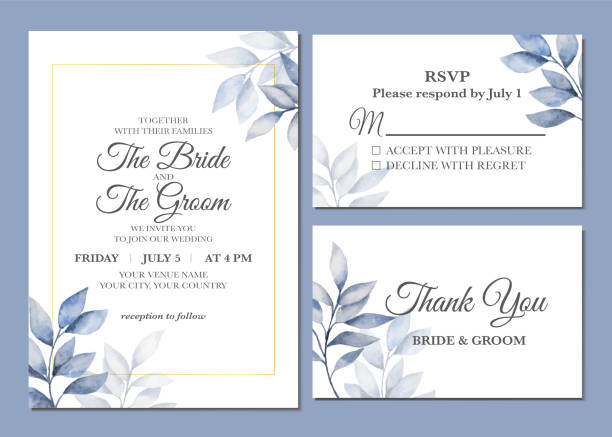 TOGETHER
WITH THEIR FAMILIES
The Bride
AND
The Groom
WE INVITE YOU
TO JOIN OUR WEDDING
FRIDAY | JULY 5 | AT 4 PM
YOUR VENUE NAME
YOUR CITY, YOUR COUNTRY
reception to follow
RSVP
Please respond by July 1
M
ACCEPT WITH PLEASURE
DECLINE WITH REGRET
Thank You
BRIDE & GROOM